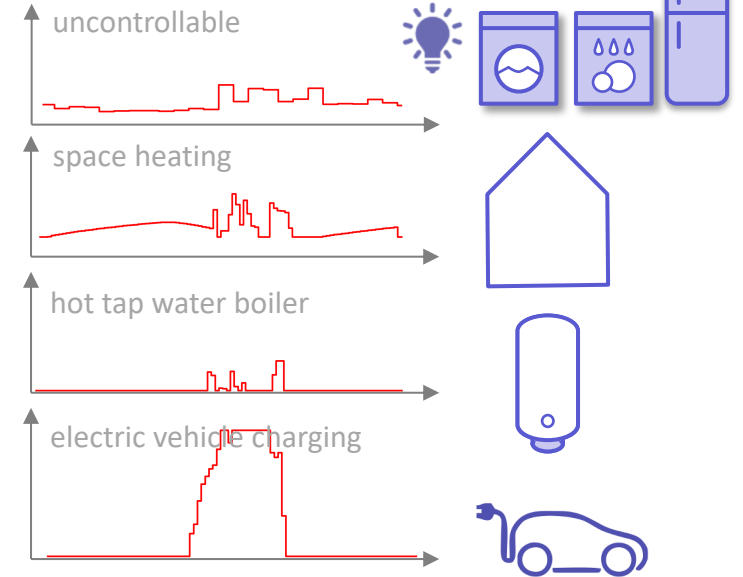 uncontrollable
space heating
hot tap water boiler
electric vehicle charging